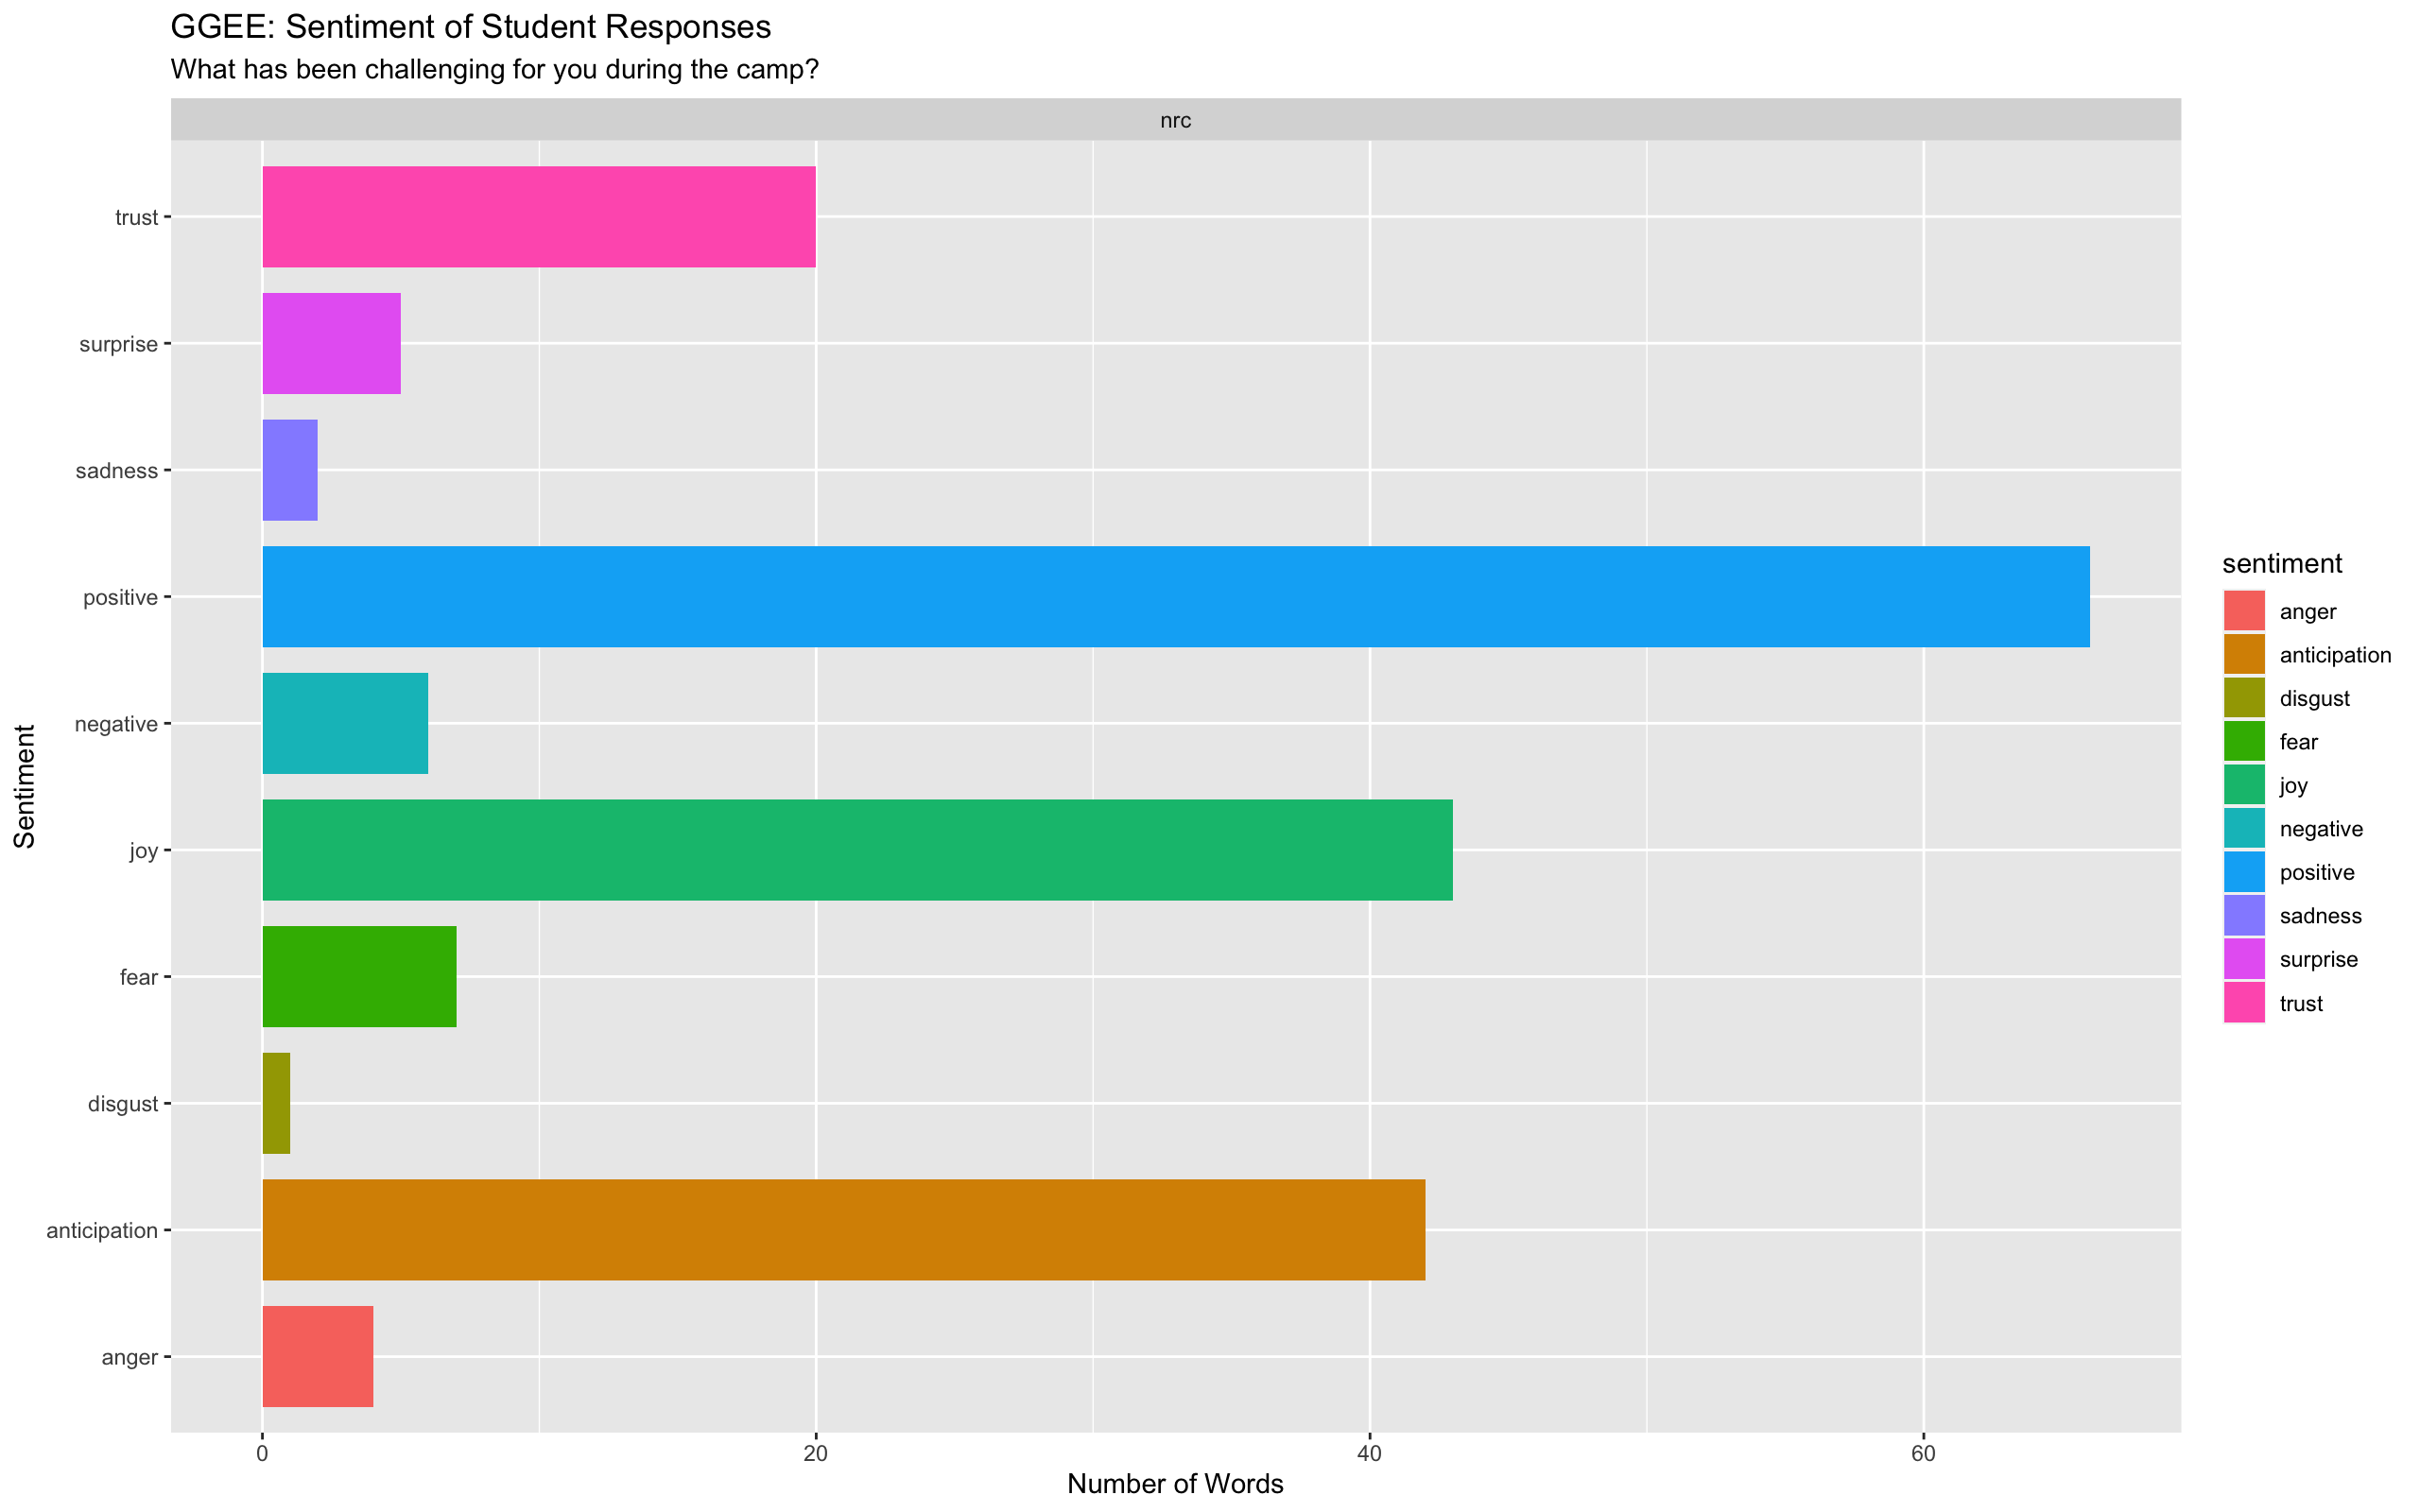 GGEE: Sentiment of Student Responses
What has been challenging for you during the camp?
nrc
trust
surprise
sadness
positive
negative
joy
fear
disgust
anticipation
anger
Sentiment
0 20 40 60
Number of Words
sentiment
anger
anticipation
disgust
fear
joy
negative
positive
sadness
surprise
trust